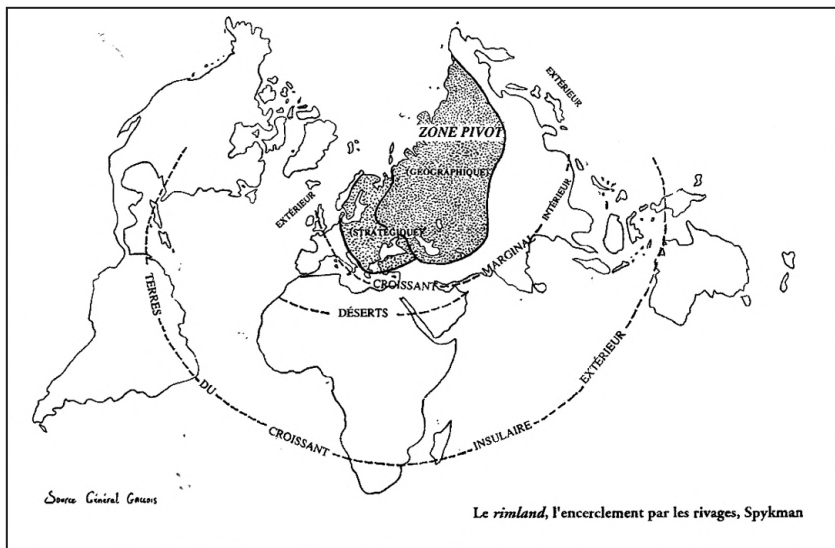 EXTÉRIEUR
ZONE PIVOT
(GÉOGRAPHIQUE)
EXTÉRIEUR
(STRATÉGIQUE)
INTÉRIEUR
MARGINAL
CROISSANT
DÉSERTS
TERRES
DU
CROISSANT
INSULAIRE
EXTÉRIEUR
Source Général Gallois
Le rimland, l'encerclement par les rivages, Spykman